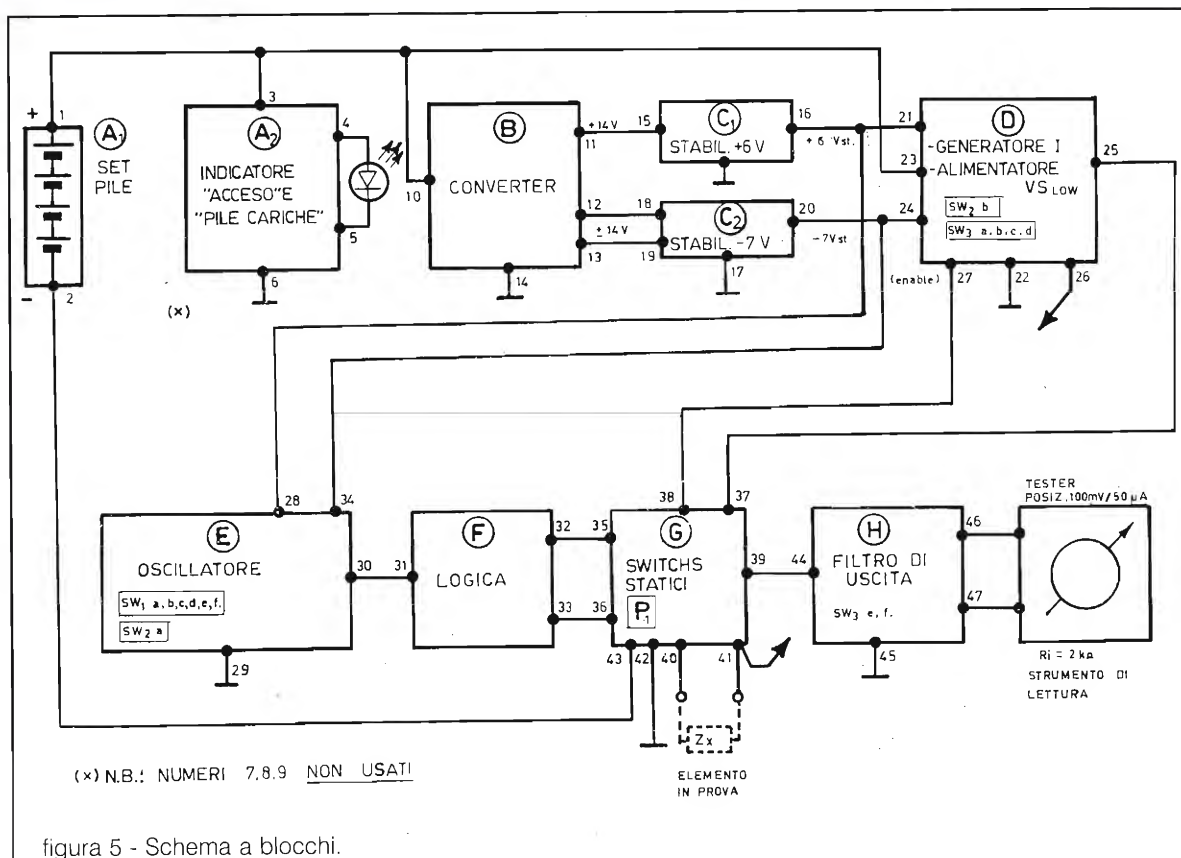 + 1
A1
SET
PILE
- 2
3
A2
INDICATORE
"ACCESO" E
"PILE CARICHE"
4
5
6
(x)
10
B
CONVERTER
+14V
11
12
± 14V
13
14
15
C1
16
STABIL. +6 V
+ 6 Vst.
18
C2
20
STABIL. -7 V
-7Vst
19
17
21
D
23
-GENERATORE I
-ALIMENTATORE
VS LOW
25
24
SW2 b
SW3 a, b, c, d
(enable)
27
22
26
28
34
E
OSCILLATORE
SW1 a, b, c, d, e, f.
SW2 a
30
29
31
F
LOGICA
32
33
38
37
35
G
SWITCHS
STATICI
P1
36
39
43
42
40
41
Zx
ELEMENTO
IN PROVA
44
H
FILTRO DI
USCITA
SW3 e, f.
45
46
47
TESTER
POSIZ. 100mV/50 µA
Ri = 2 kΩ
STRUMENTO DI
LETTURA
(x) N.B.: NUMERI 7,8,9 NON USATI
figura 5 - Schema a blocchi.